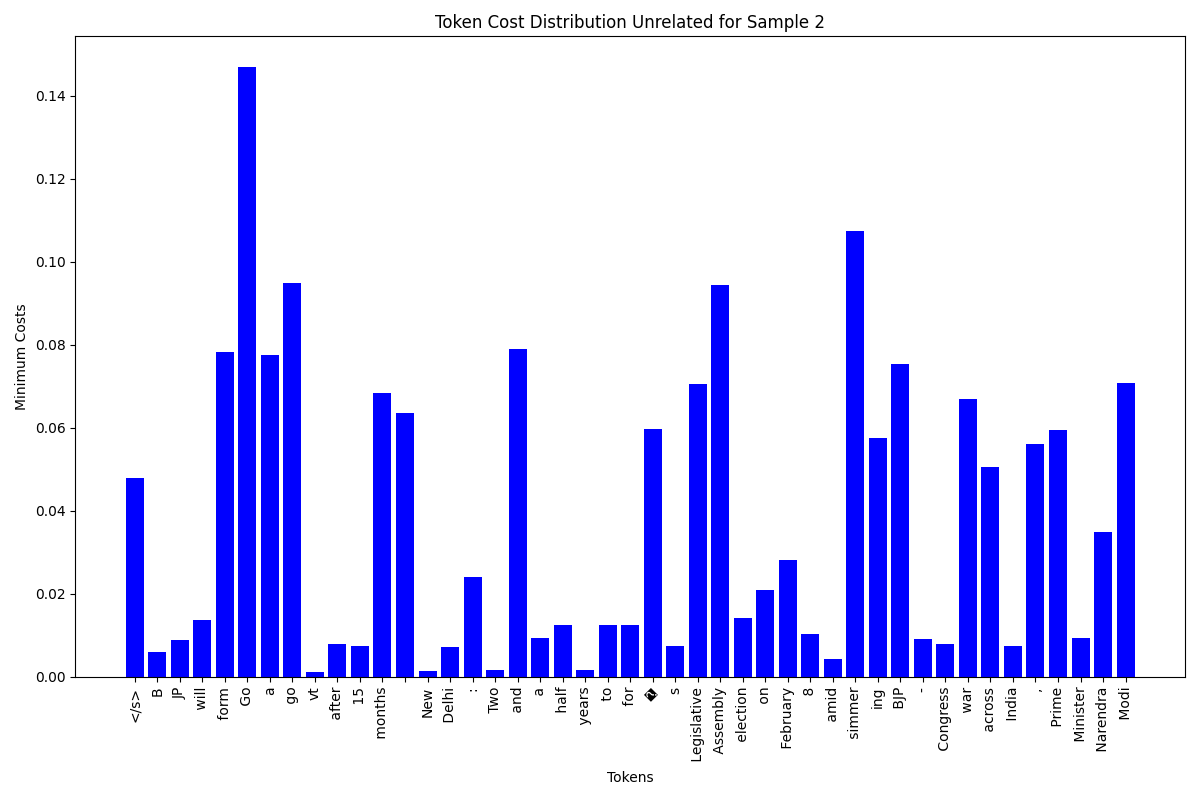 Token Cost Distribution Unrelated for Sample 2
0.14
0.12
0.10
0.08
0.06
0.04
0.02
0.00
Minimum Costs
</s>
B
JP
will
form
Go
a
go
vt
after
15
months
New
Delhi
:
Two
and
a
half
years
to
for
�
s
Legislative
Assembly
election
on
February
8
amid
simmer
ing
BJP
-
Congress
war
across
India
,
Prime
Minister
Narendra
Modi
Tokens